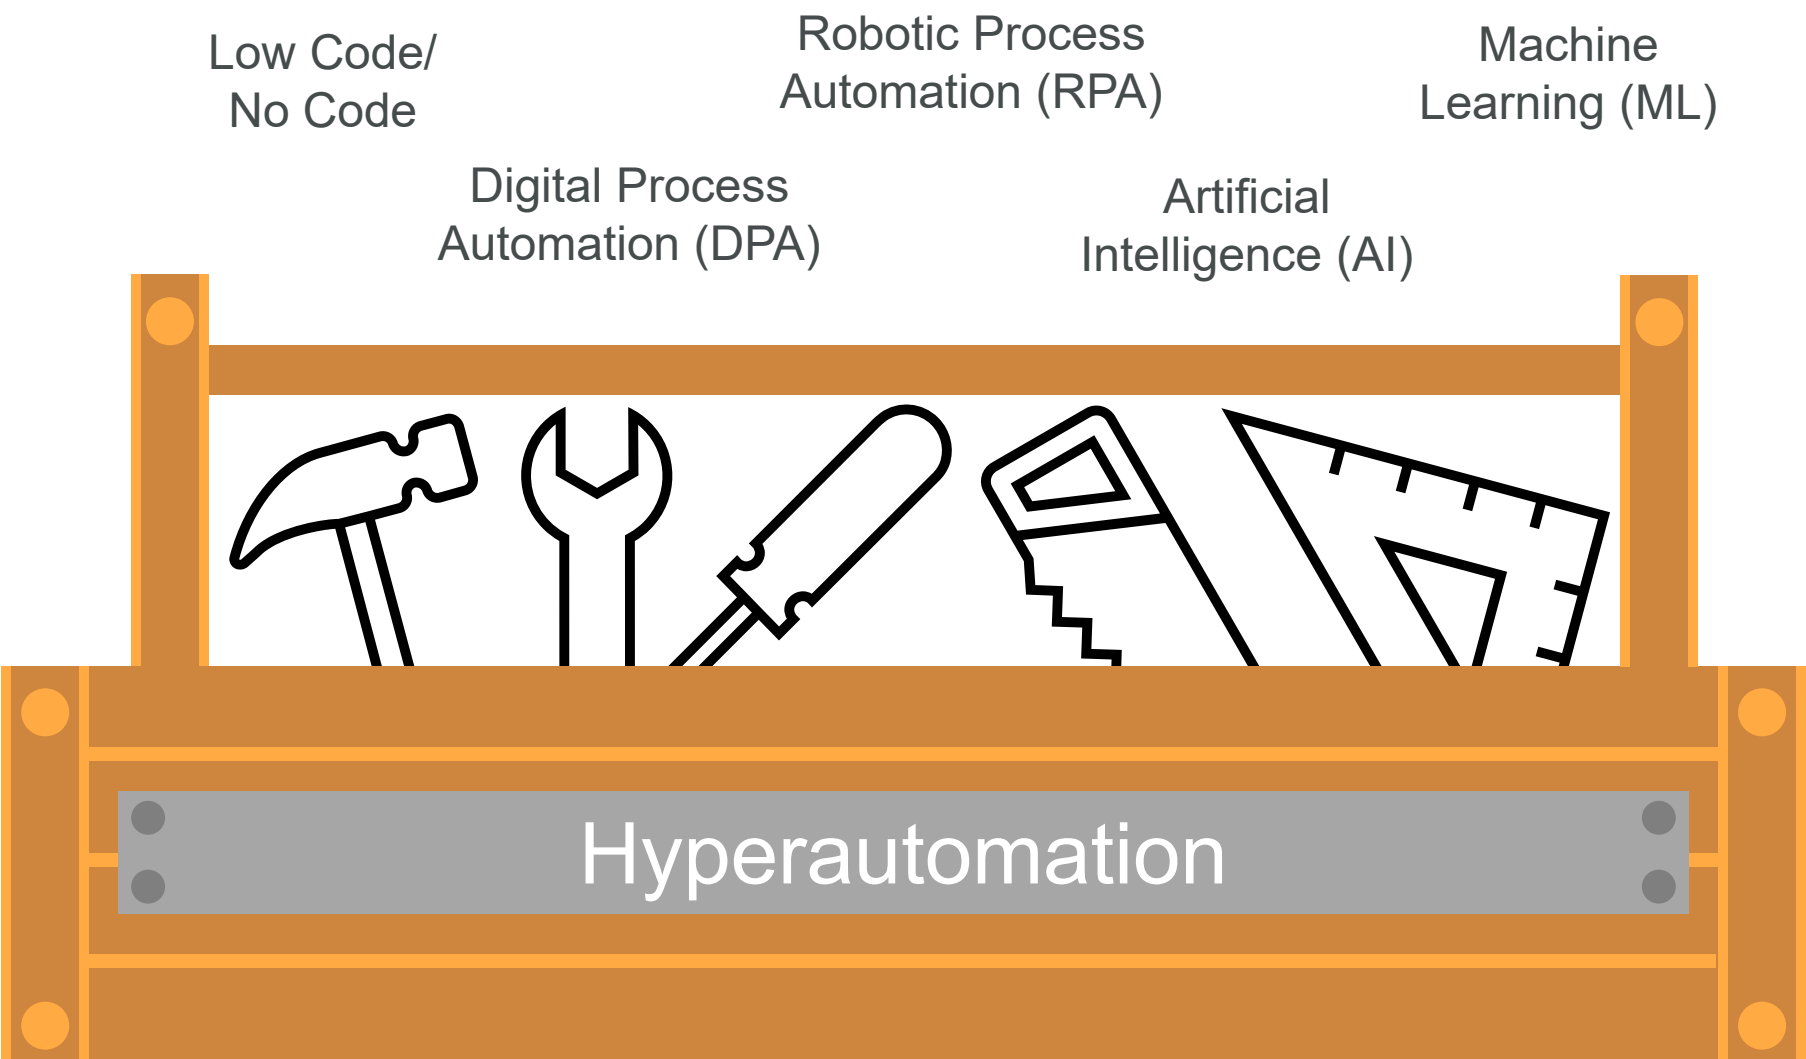 Low Code/
No Code
Digital Process
Automation (DPA)
Robotic Process
Automation (RPA)
Artificial
Intelligence (AI)
Machine
Learning (ML)
Hyperautomation